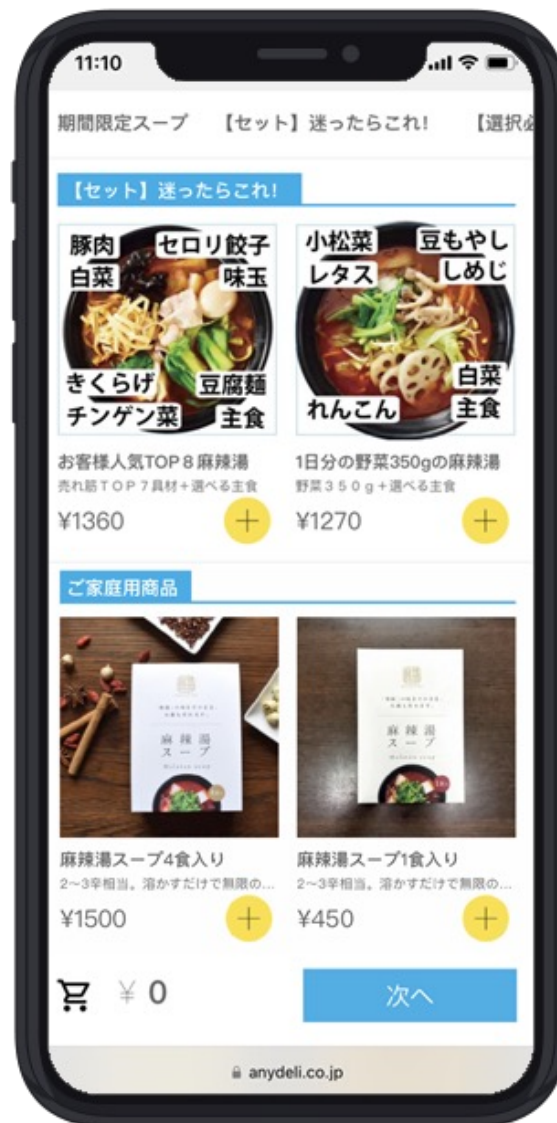 11:10
期間限定スープ 【セット】迷ったらこれ! 【選択必
【セット】迷ったらこれ!
豚肉 セロリ餃子
白菜 味玉
きくらげ 豆腐麺
チンゲン菜 主食
小松菜 豆もやし
レタス しめじ
白菜
れんこん 主食
お客様人気TOP8麻辣湯
売れ筋TOP7具材+選べる主食
¥1360
1日分の野菜350gの麻辣湯
野菜350g+選べる主食
¥1270
ご家庭用商品
麻辣湯
スープ
麻辣湯
スープ
麻辣湯スープ4食入り
2〜3辛相当。溶かすだけで無限の...
¥1500
麻辣湯スープ1食入り
2〜3辛相当。溶かすだけで無限の...
¥450
¥ 0
次へ
anydeli.co.jp